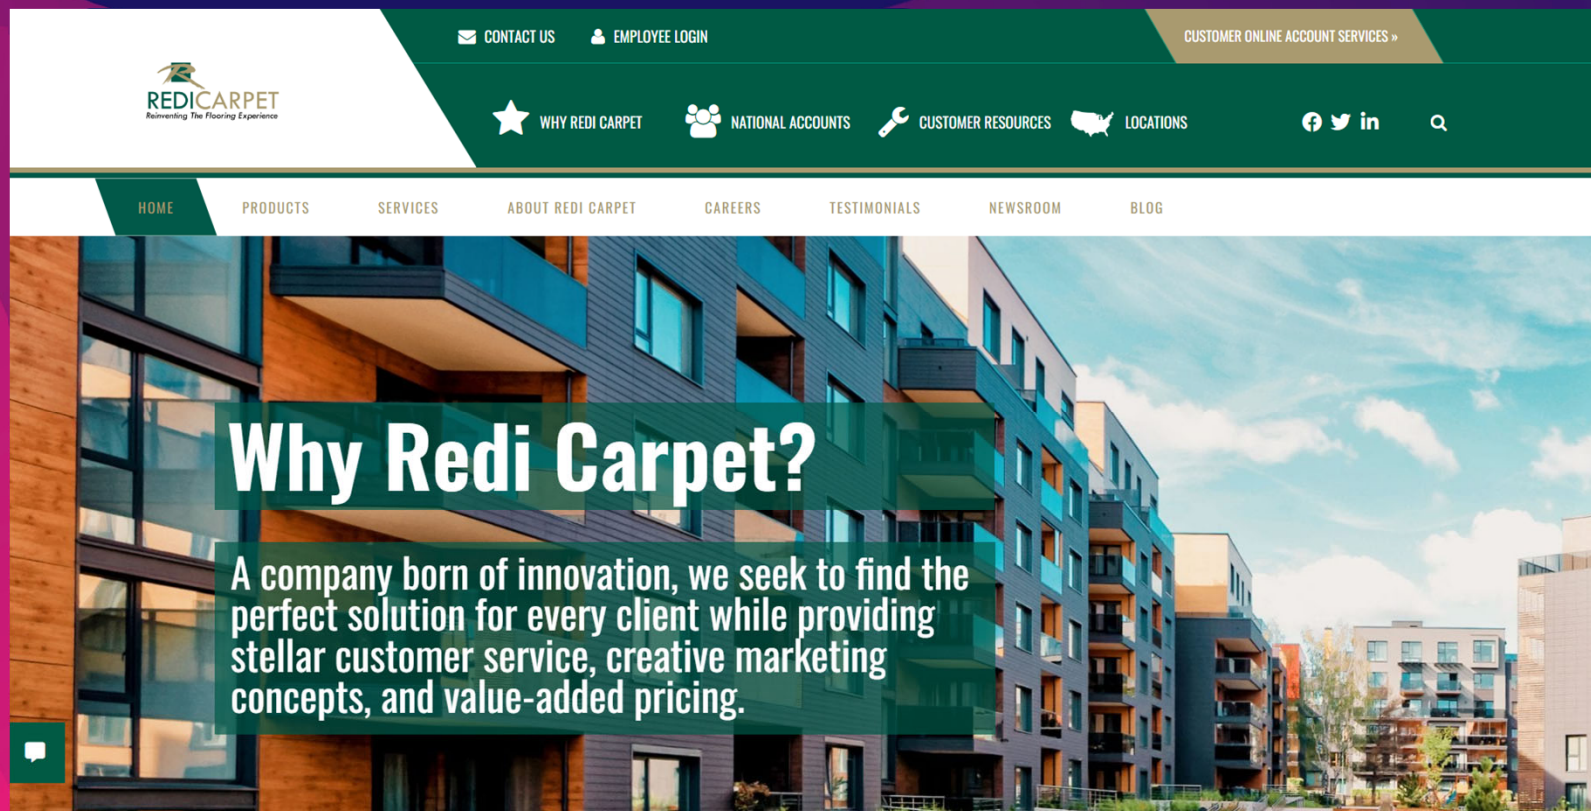 CONTACT US
EMPLOYEE LOGIN
CUSTOMER ONLINE ACCOUNT SERVICES »
REDICARPET
Reinventing The Flooring Experience
WHY REDI CARPET
NATIONAL ACCOUNTS
CUSTOMER RESOURCES
LOCATIONS
HOME
PRODUCTS
SERVICES
ABOUT REDI CARPET
CAREERS
TESTIMONIALS
NEWSROOM
BLOG
Why Redi Carpet?
A company born of innovation, we seek to find the
perfect solution for every client while providing
stellar customer service, creative marketing
concepts, and value-added pricing.